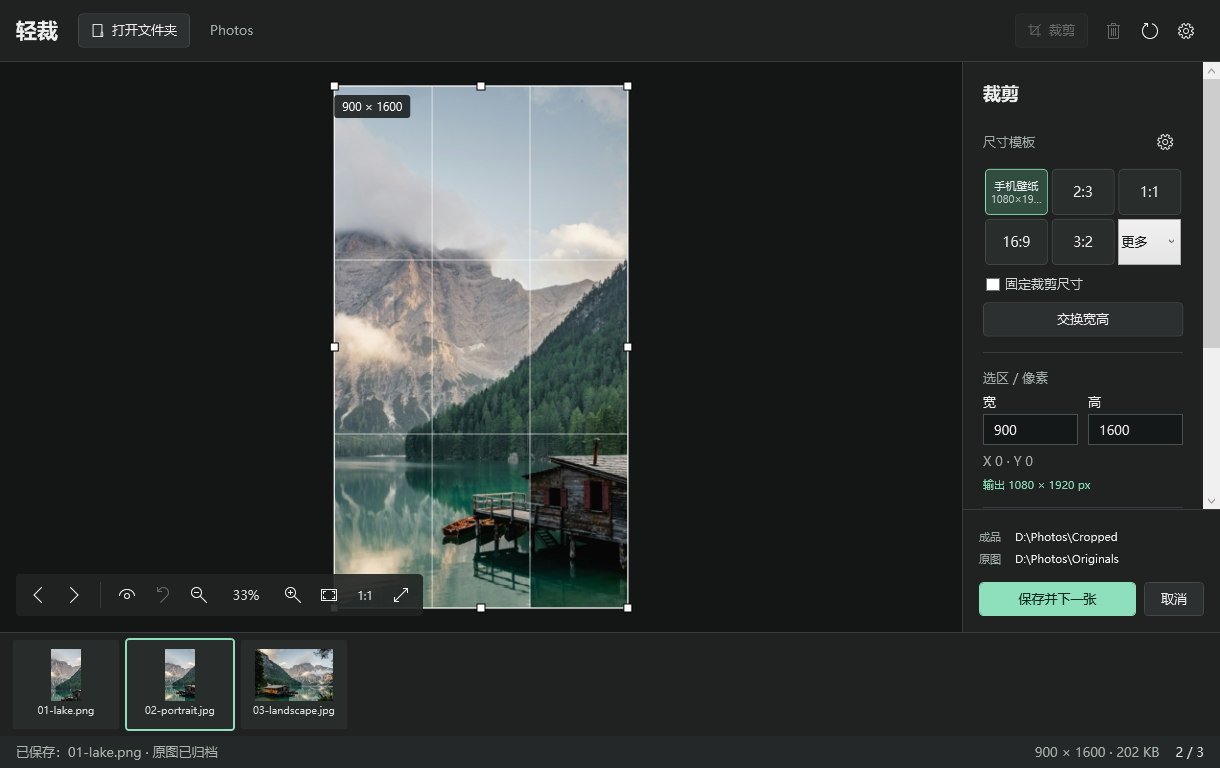 轻裁
打开文件夹
Photos
裁剪
900 × 1600
裁剪
尺寸模板
手机壁纸
1080×19...
2:3
1:1
16:9
3:2
更多
固定裁剪尺寸
交换宽高
选区 / 像素
宽
高
900
1600
X 0 · Y 0
输出 1080 × 1920 px
成品 D:\Photos\Cropped
原图 D:\Photos\Originals
保存并下一张
取消
33%
1:1
01-lake.png
02-portrait.jpg
03-landscape.jpg
已保存：01-lake.png · 原图已归档
900 × 1600 · 202 KB
2 / 3